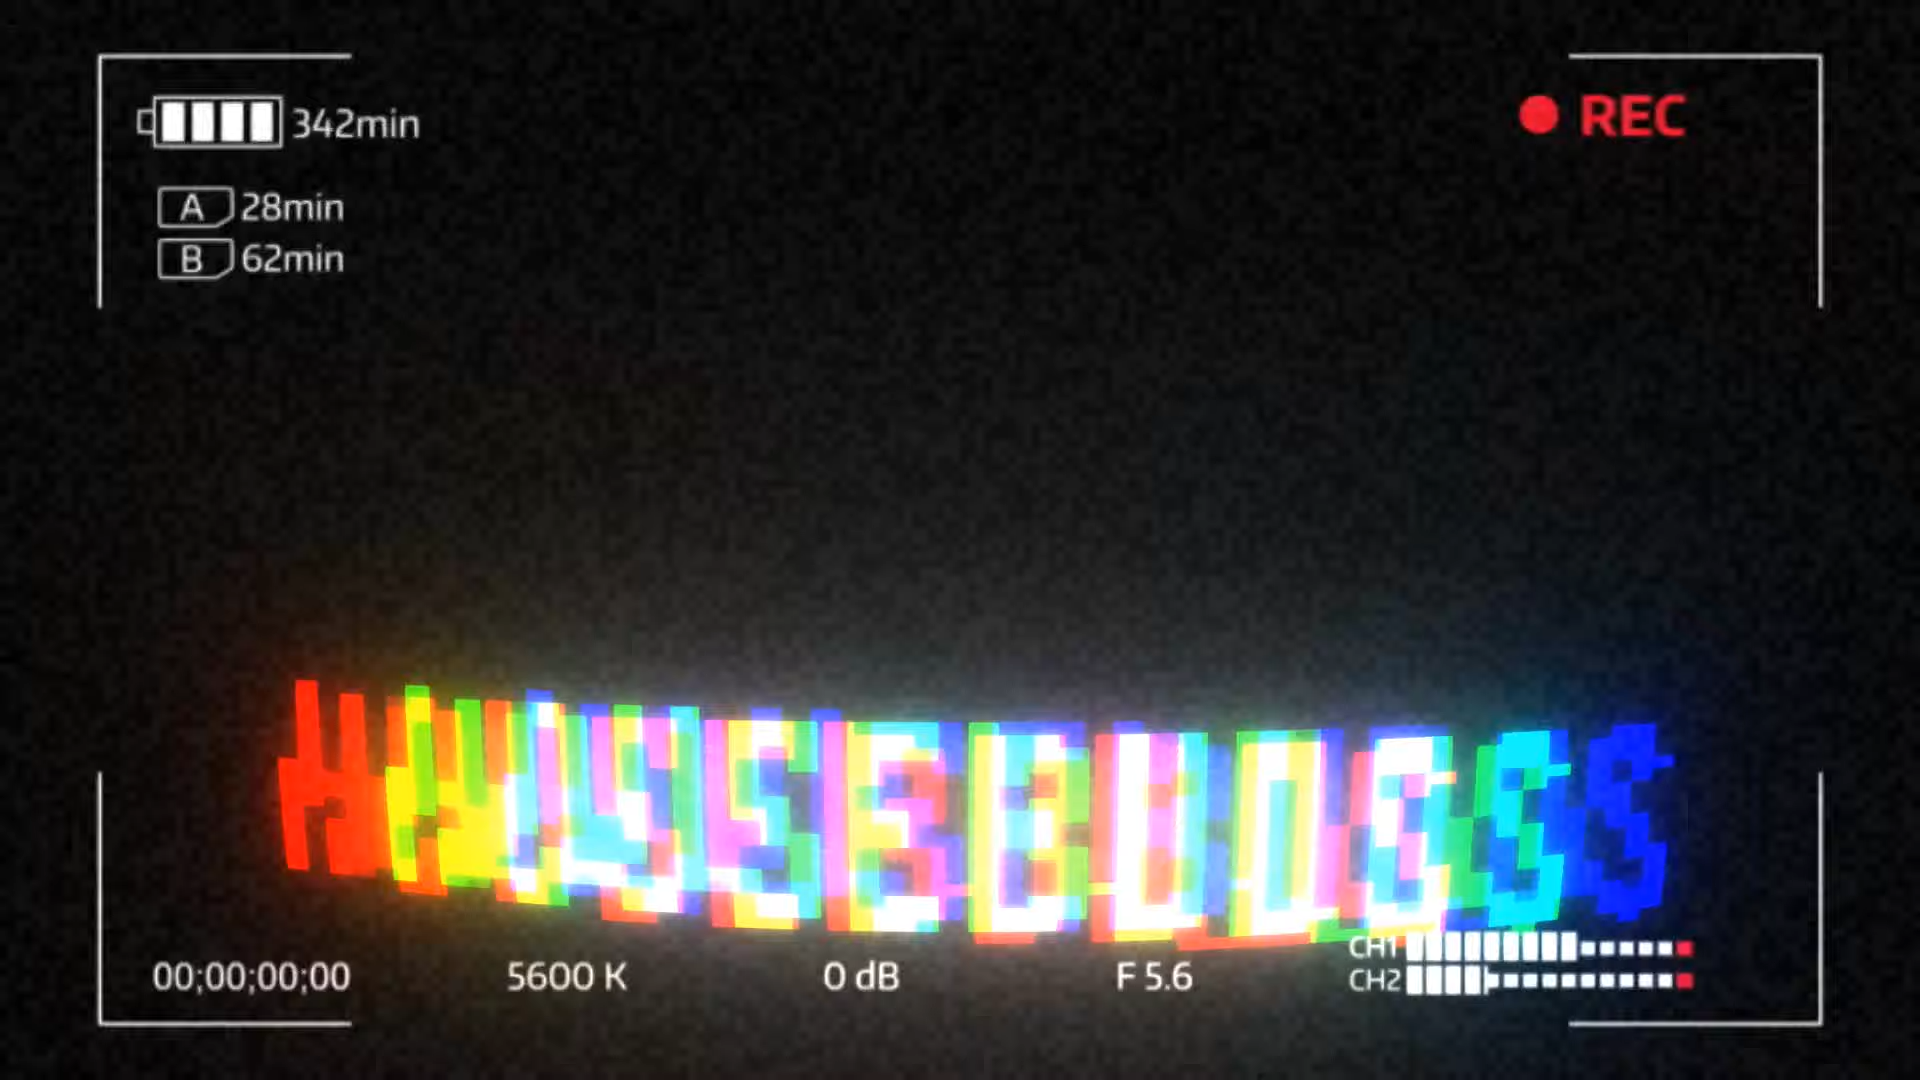 342min
REC
A 28min
B 62min
00;00;00;00
5600 K
0 dB
F 5.6
CH1
CH2